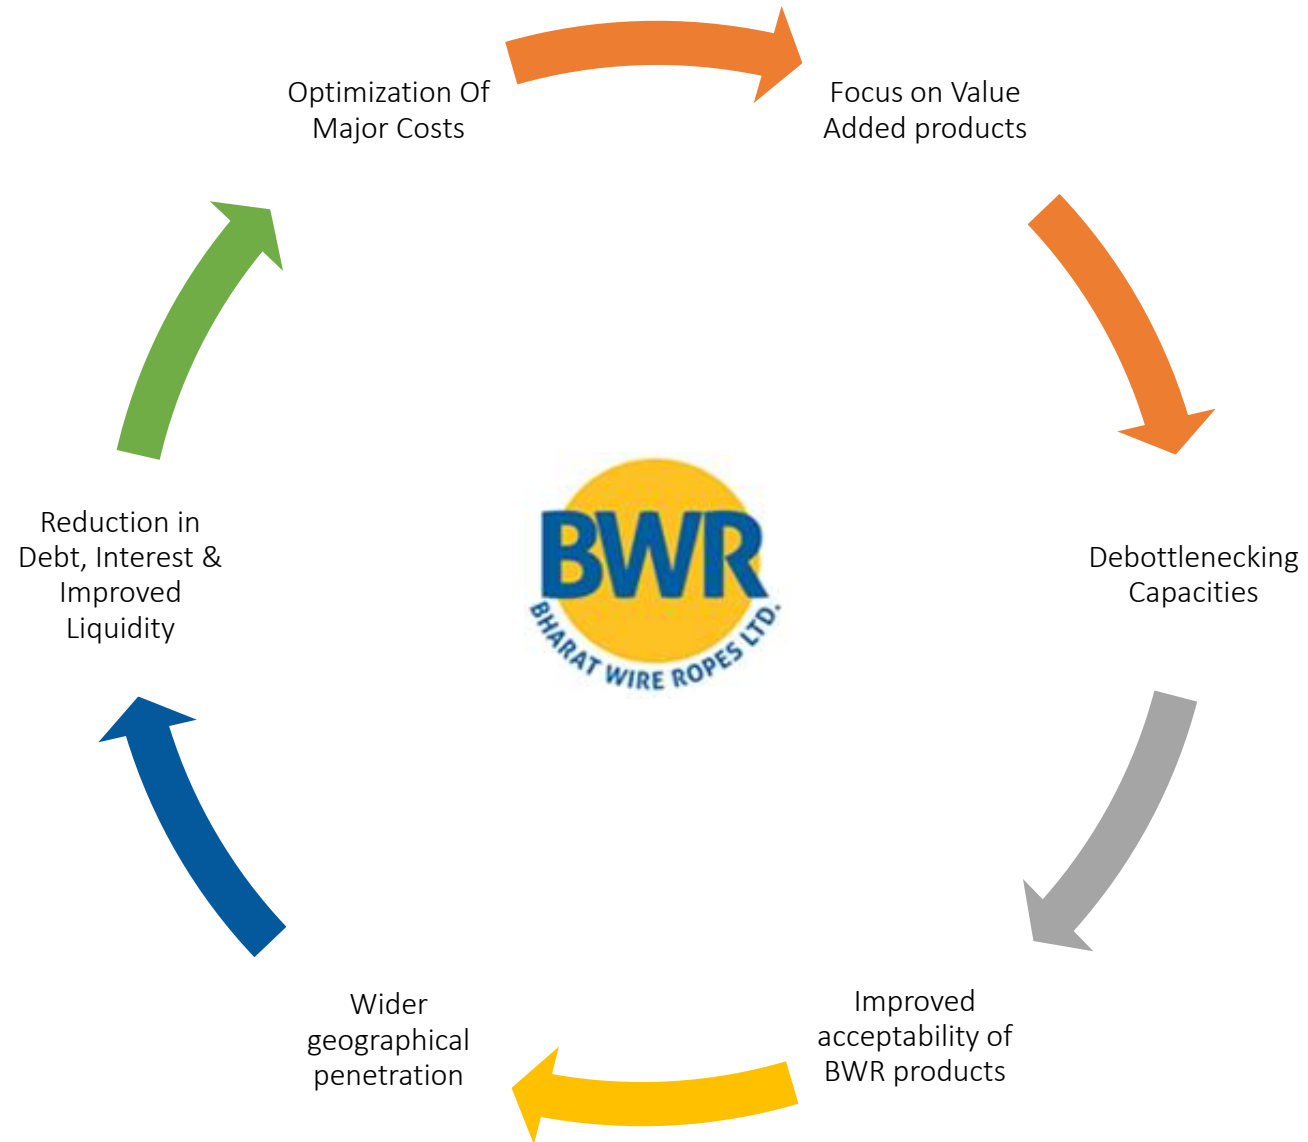 Optimization Of
Major Costs
Focus on Value
Added products
Debottlenecking
Capacities
Improved
acceptability of
BWR products
Wider
geographical
penetration
Reduction in
Debt, Interest &
Improved
Liquidity
BWR
BHARAT WIRE ROPES LTD.